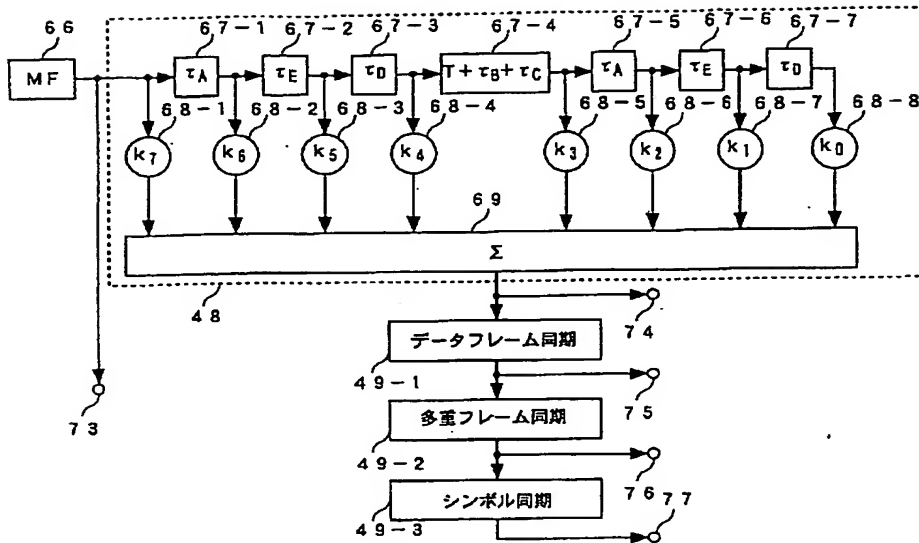 66
67-1
67-2
67-3
67-4
67-5
67-6
67-7
MF
τA
τE
τD
T+τB+τC
τA
τE
τD
68-1
68-2
68-3
68-4
68-5
68-6
68-7
68-8
k7
k6
k5
k4
k3
k2
k1
k0
69
Σ
48
74
データフレーム同期
49-1
75
73
多重フレーム同期
49-2
76
77
シンボル同期
49-3